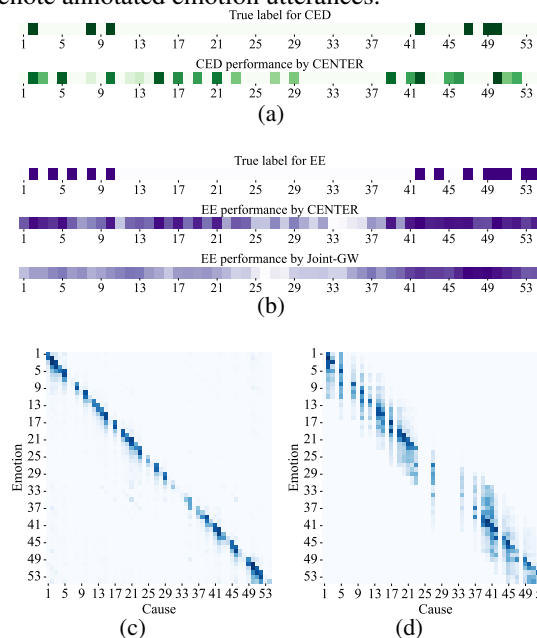 enote annotated emotion utterances.
True label for CED
1 5 9 13 17 21 25 29 33 37 41 45 49 53
CED performance by CENTER
1 5 9 13 17 21 25 29 33 37 41 45 49 53
(a)
True label for EE
1 5 9 13 17 21 25 29 33 37 41 45 49 53
EE performance by CENTER
1 5 9 13 17 21 25 29 33 37 41 45 49 53
EE performance by Joint-GW
1 5 9 13 17 21 25 29 33 37 41 45 49 53
(b)
Emotion
1
5
9
13
17
21
25
29
33
37
41
45
49
53
1 5 9 13 17 21 25 29 33 37 41 45 49 53
Cause
(c)
Emotion
1
5
9
13
17
21
25
29
33
37
41
45
49
53
1 5 9 13 17 21 25 29 33 37 41 45 49 5
Cause
(d)